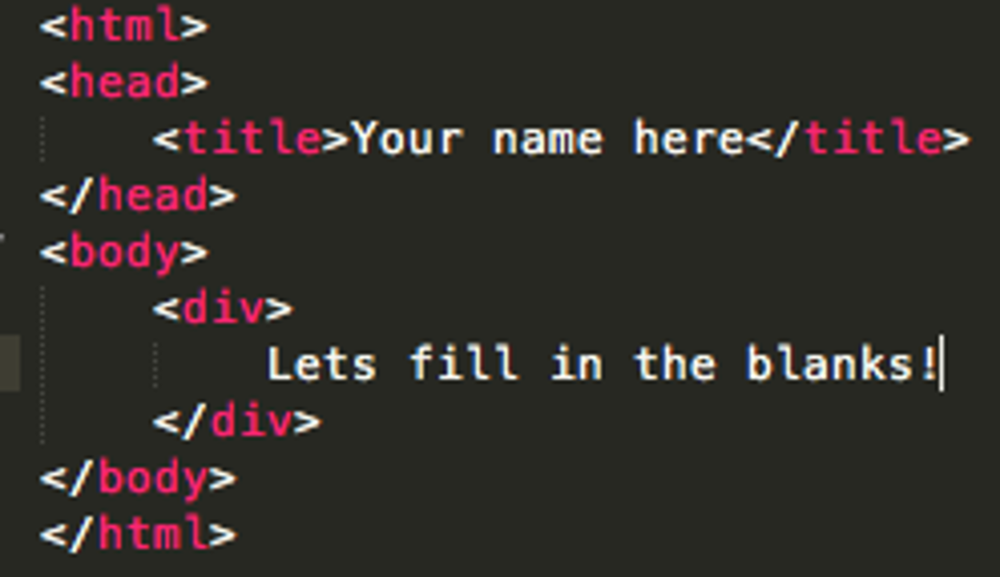 <html>
<head>
<title>Your name here</title>
</head>
<body>
<div>
Lets fill in the blanks!
</div>
</body>
</html>